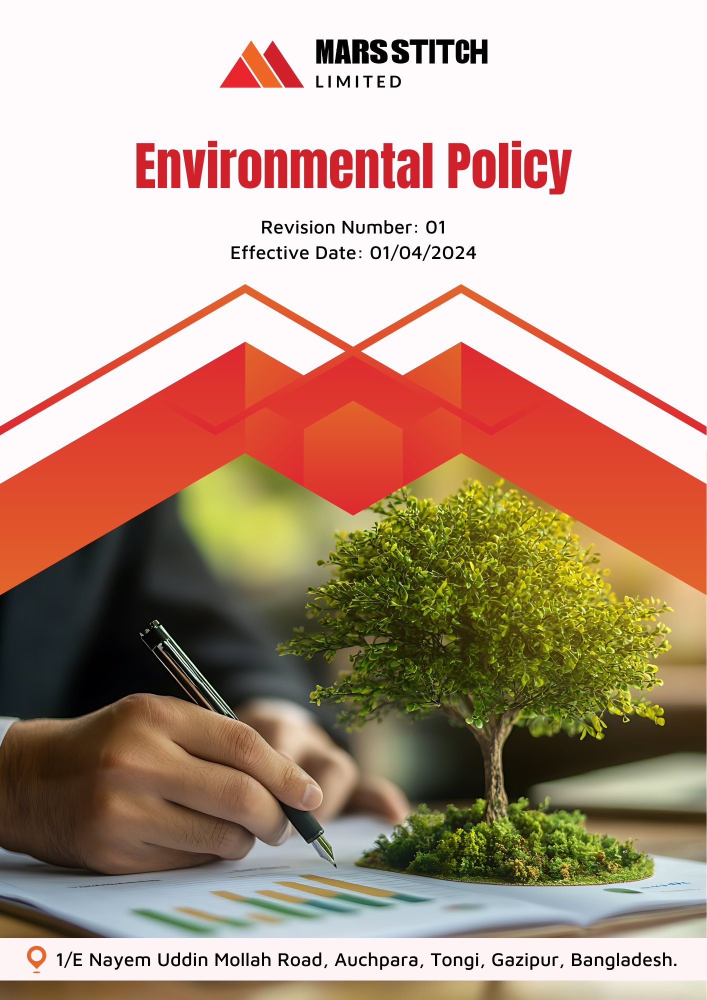 MARS STITCH
LIMITED
Environmental Policy
Revision Number: 01
Effective Date: 01/04/2024
1/E Nayem Uddin Mollah Road, Auchpara, Tongi, Gazipur, Bangladesh.